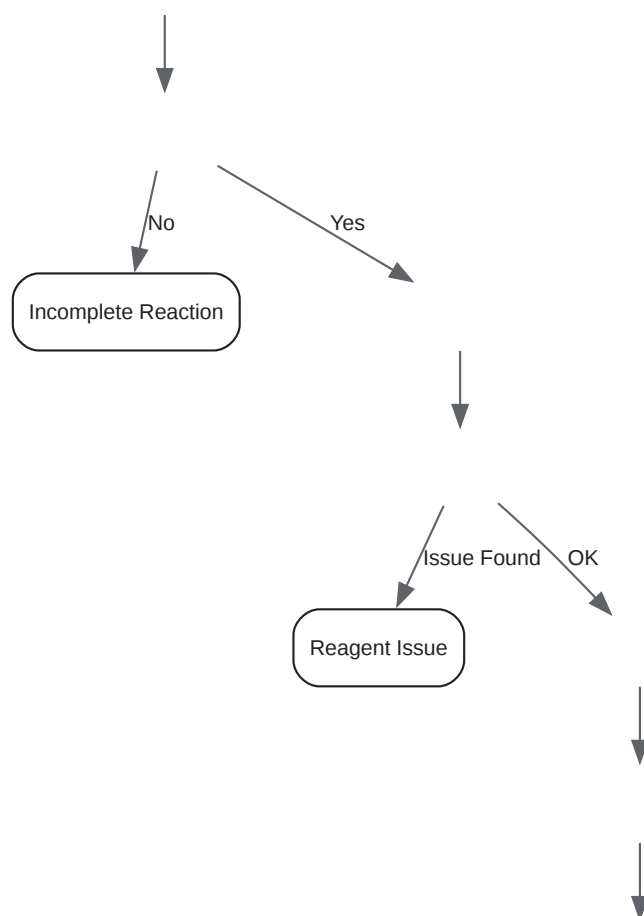 No
Yes
Incomplete Reaction
Issue Found
OK
Reagent Issue